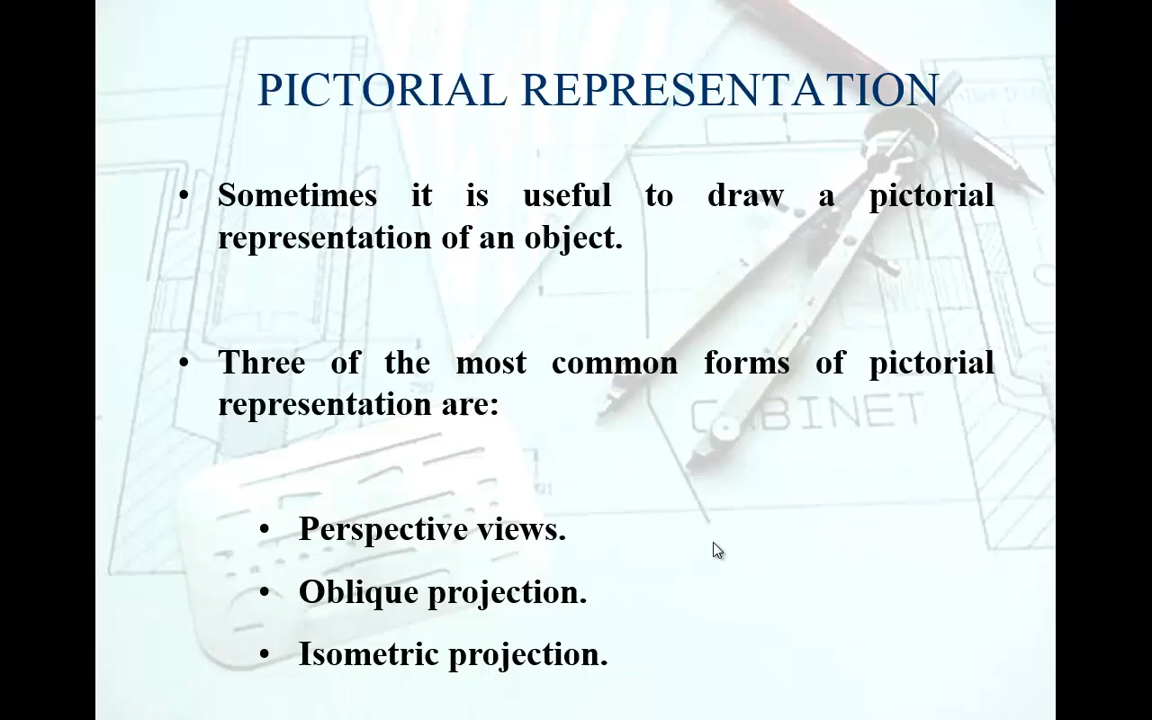 PICTORIAL REPRESENTATION
• Sometimes it is useful to draw a pictorial
representation of an object.
• Three of the most common forms of pictorial
representation are:
CABINET
• Perspective views.
• Oblique projection.
• Isometric projection.